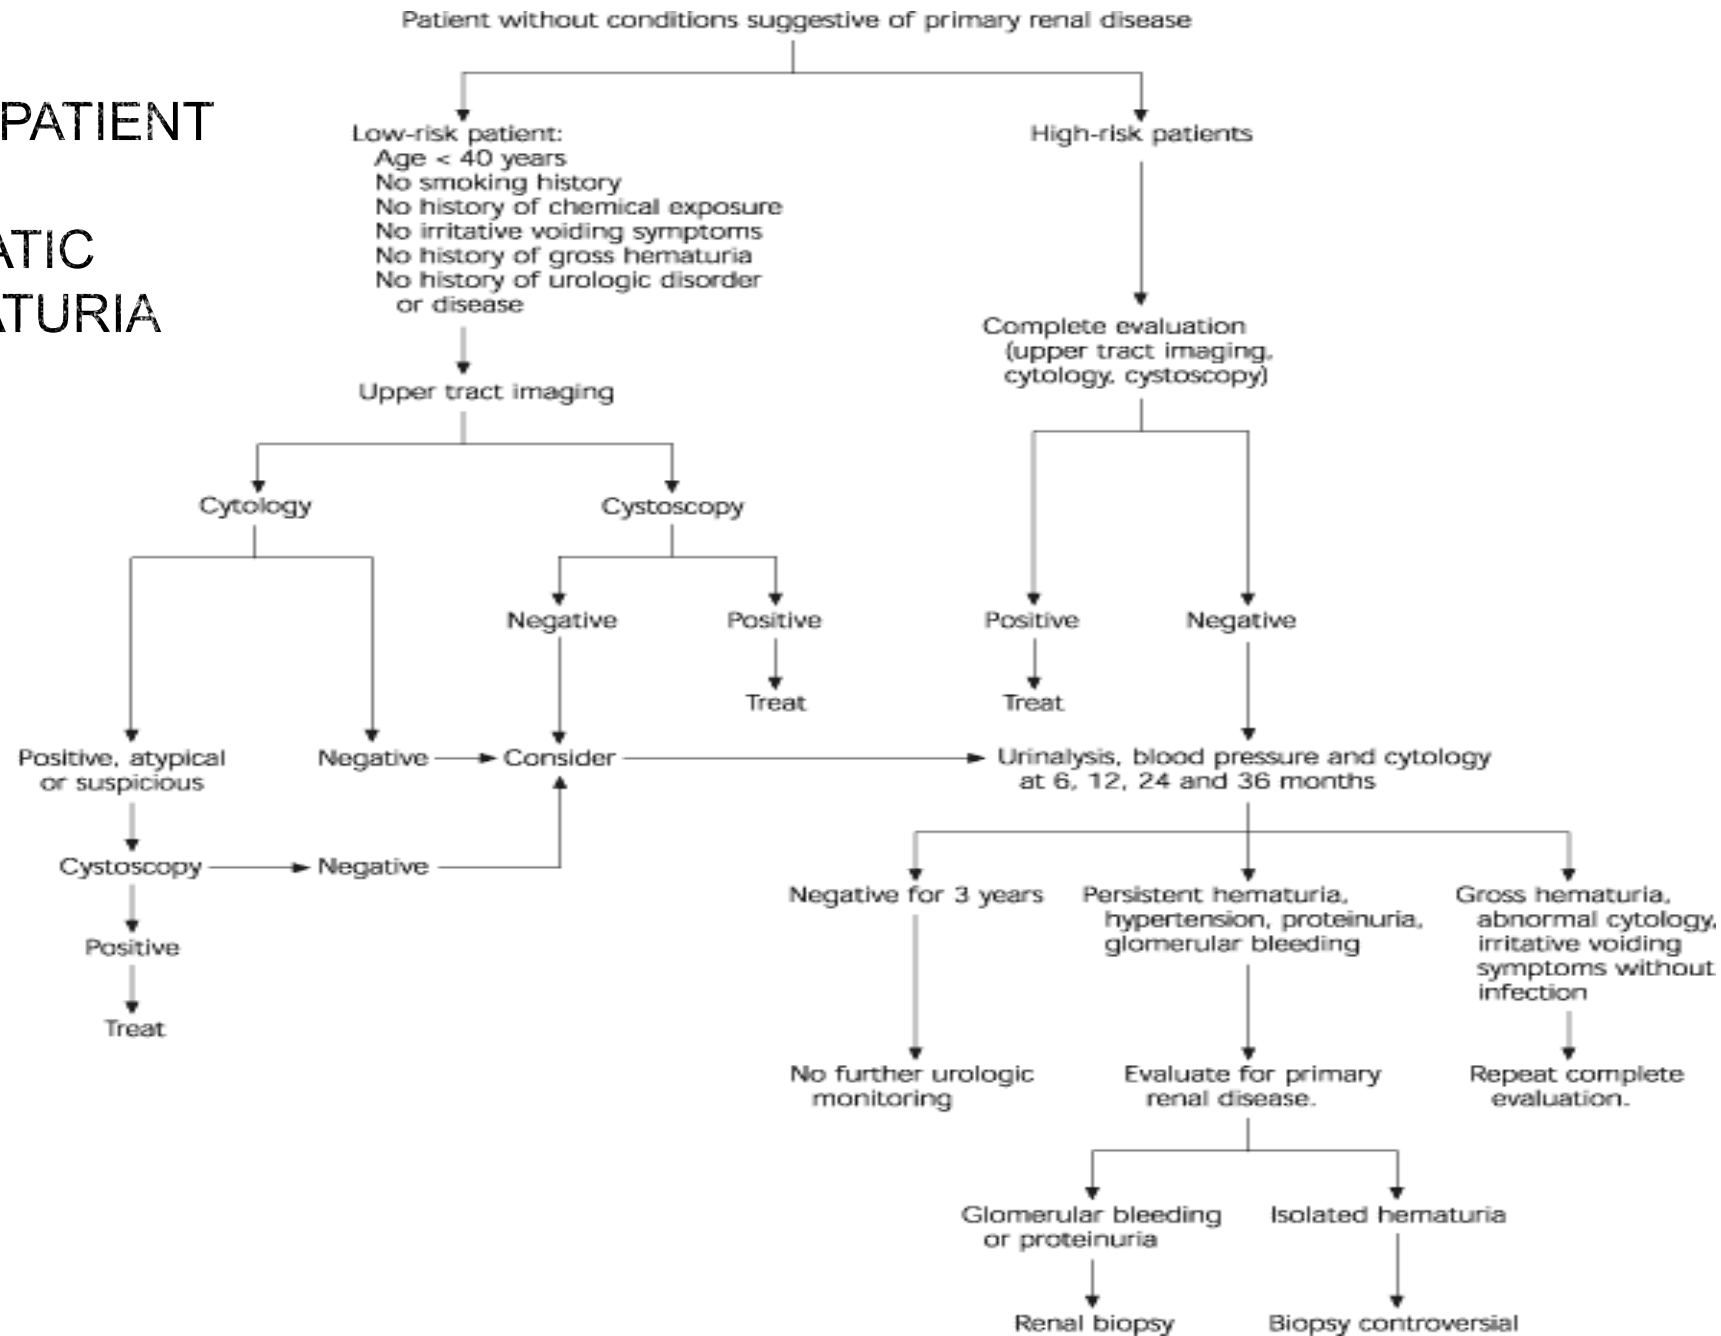 PATIENT
ATIC
ATURIA
Patient without conditions suggestive of primary renal disease
Low-risk patient:
Age < 40 years
No smoking history
No history of chemical exposure
No irritative voiding symptoms
No history of gross hematuria
No history of urologic disorder
or disease
High-risk patients
Upper tract imaging
Complete evaluation
(upper tract imaging,
cytology, cystoscopy)
Cytology
Cystoscopy
Negative
Positive
Positive
Negative
Treat
Treat
Positive, atypical
or suspicious
Negative
Consider
Urinalysis, blood pressure and cytology
at 6, 12, 24 and 36 months
Cystoscopy
Negative
Positive
Treat
Negative for 3 years
Persistent hematuria,
hypertension, proteinuria,
glomerular bleeding
Gross hematuria,
abnormal cytology,
irritative voiding
symptoms without
infection
No further urologic
monitoring
Evaluate for primary
renal disease.
Repeat complete
evaluation.
Glomerular bleeding
or proteinuria
Isolated hematuria
Renal biopsy
Biopsy controversial